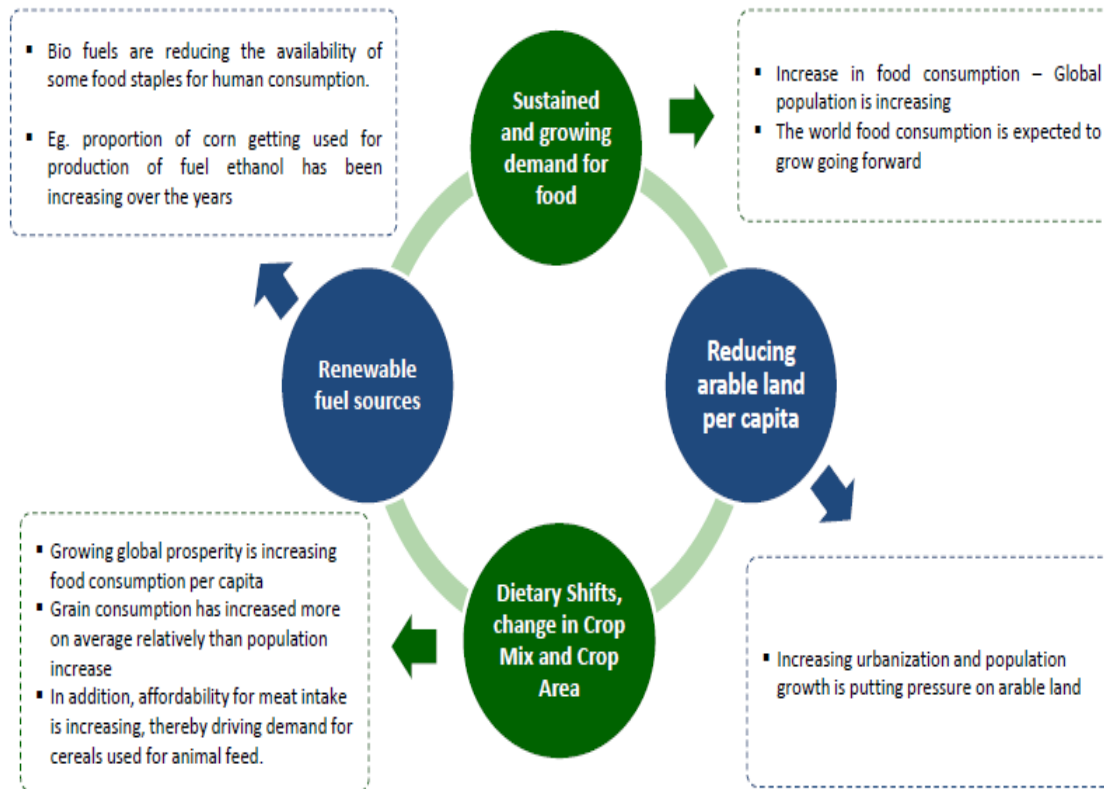 ▪ Bio fuels are reducing the availability of
some food staples for human consumption.
▪ Eg. proportion of corn getting used for
production of fuel ethanol has been
increasing over the years
Sustained
and growing
demand for
food
▪ Increase in food consumption – Global
population is increasing
▪ The world food consumption is expected to
grow going forward
Renewable
fuel sources
Reducing
arable land
per capita
▪ Growing global prosperity is increasing
food consumption per capita
▪ Grain consumption has increased more
on average relatively than population
increase
▪ In addition, affordability for meat intake
is increasing, thereby driving demand for
cereals used for animal feed.
Dietary Shifts,
change in Crop
Mix and Crop
Area
▪ Increasing urbanization and population
growth is putting pressure on arable land